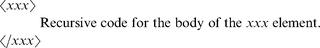 ⟨xxx⟩
Recursive code for the body of the xxx element.
⟨/xxx⟩